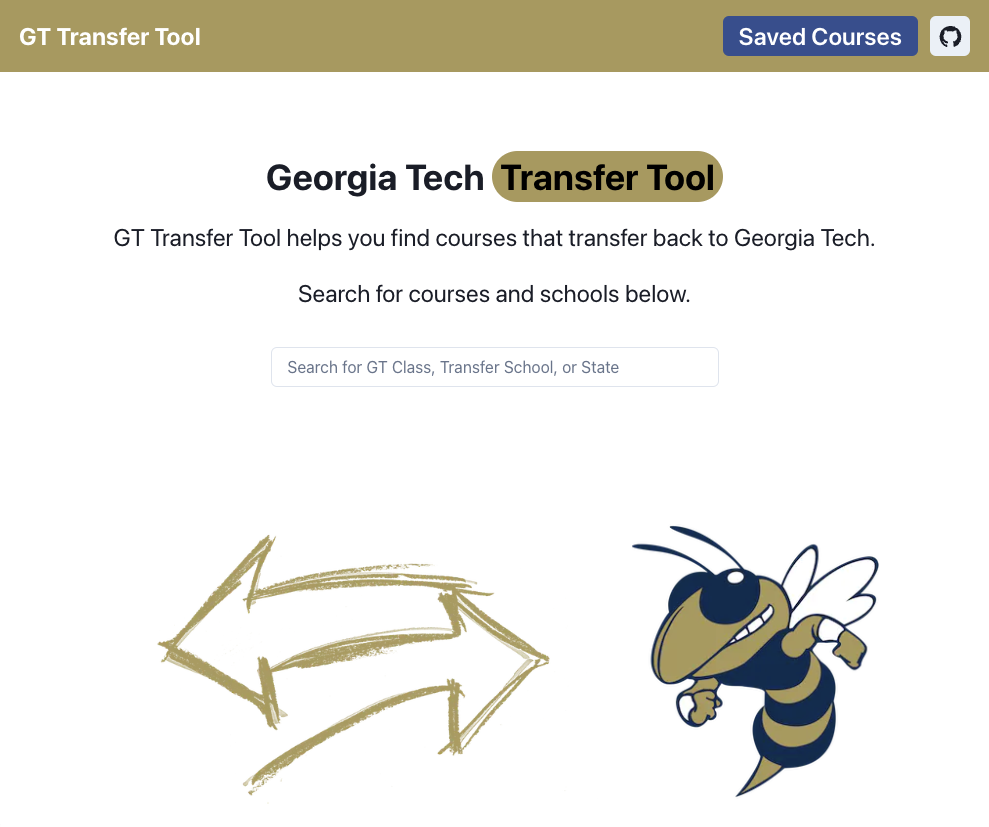 GT Transfer Tool
Saved Courses
Georgia Tech Transfer Tool
GT Transfer Tool helps you find courses that transfer back to Georgia Tech.
Search for courses and schools below.
Search for GT Class, Transfer School, or State